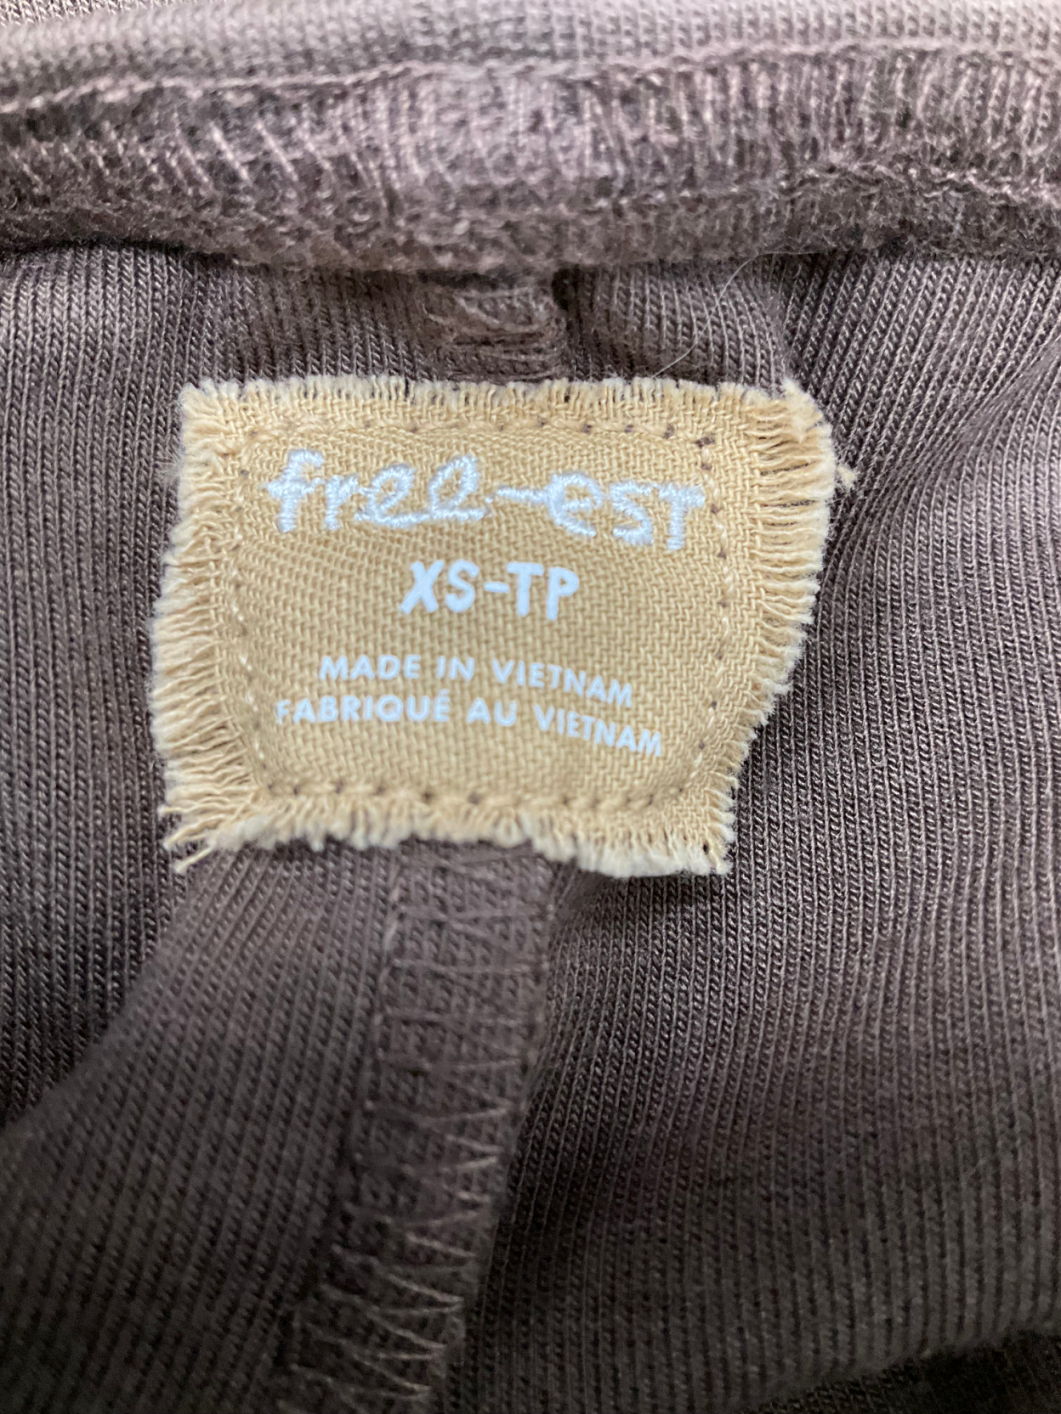 free-est
XS-TP
MADE IN VIETNAM
FABRIQUÉ AU VIETNAM